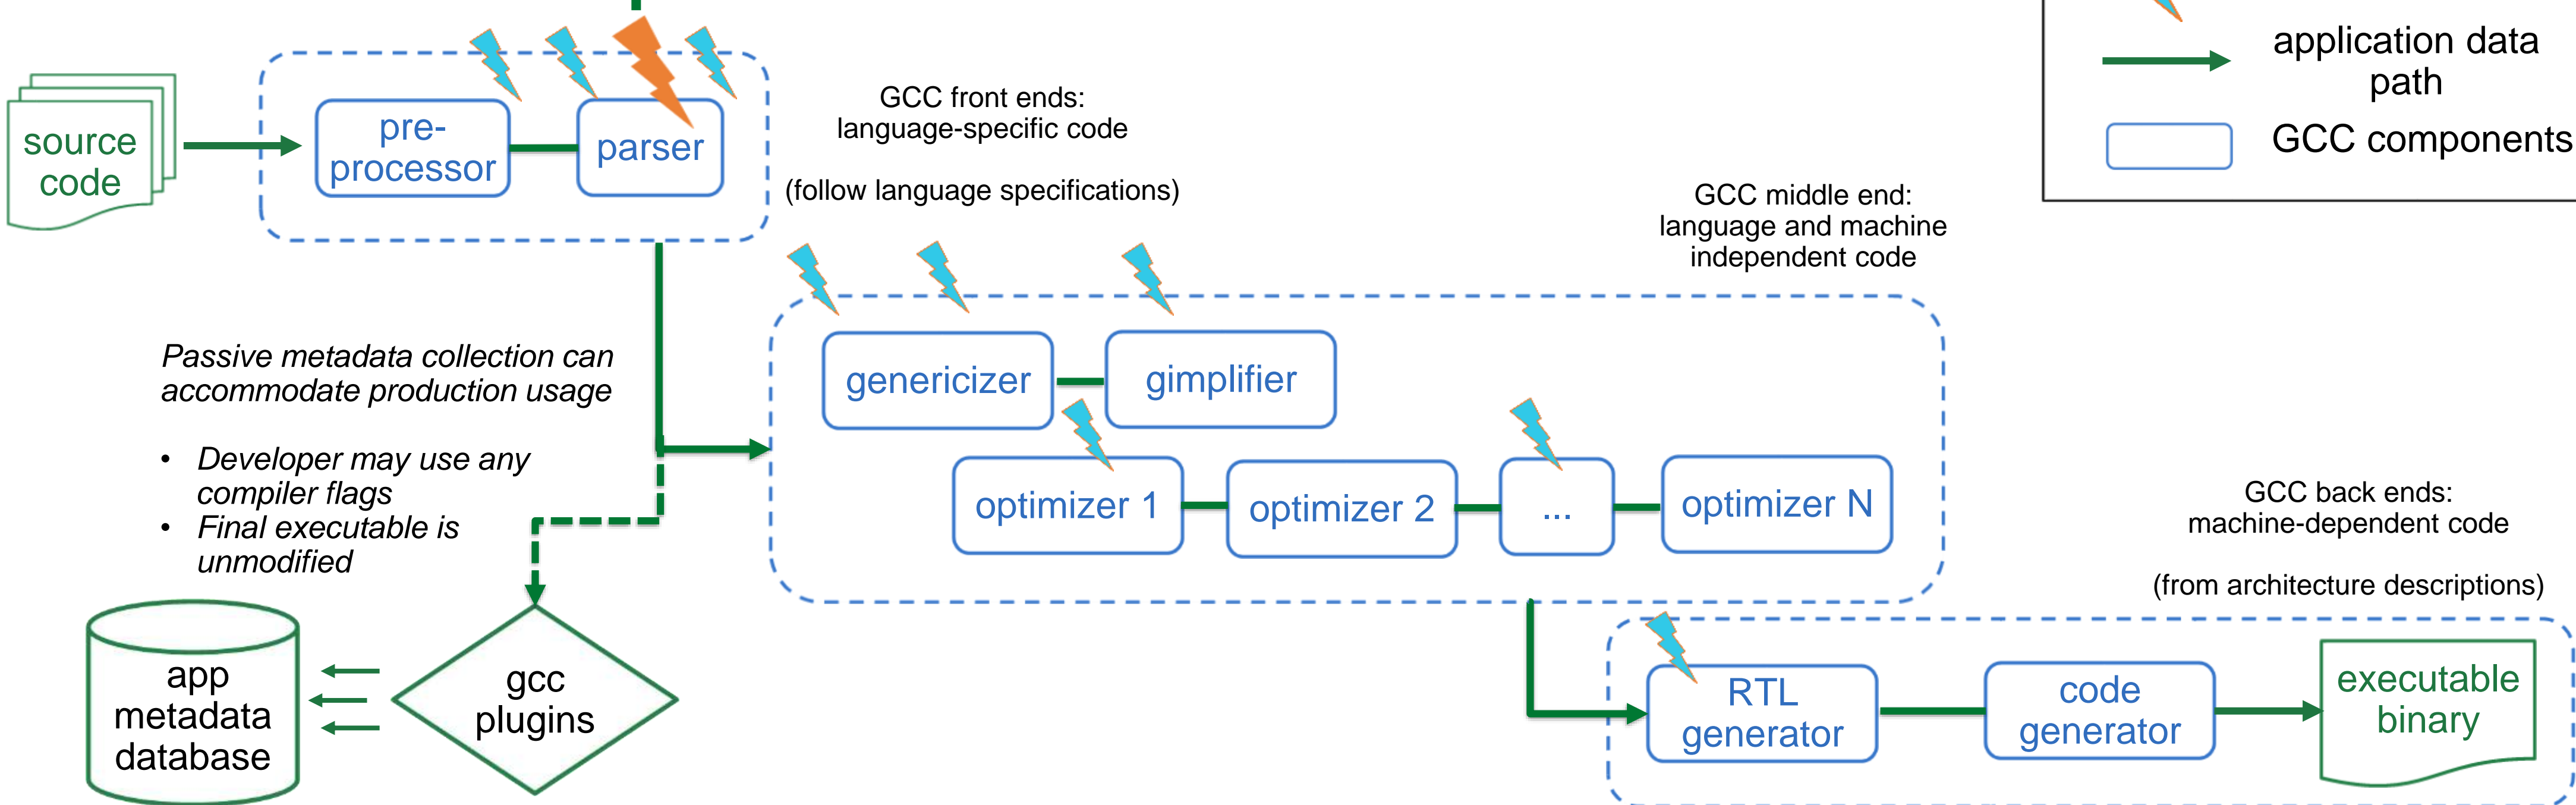 source
code
pre-
processor
parser
GCC front ends:
language-specific code
(follow language specifications)
application data
path
GCC components
GCC middle end:
language and machine
independent code
genericizer
gimplifier
optimizer 1
optimizer 2
...
optimizer N
Passive metadata collection can
accommodate production usage
• Developer may use any
compiler flags
• Final executable is
unmodified
app
metadata
database
gcc
plugins
GCC back ends:
machine-dependent code
(from architecture descriptions)
RTL
generator
code
generator
executable
binary